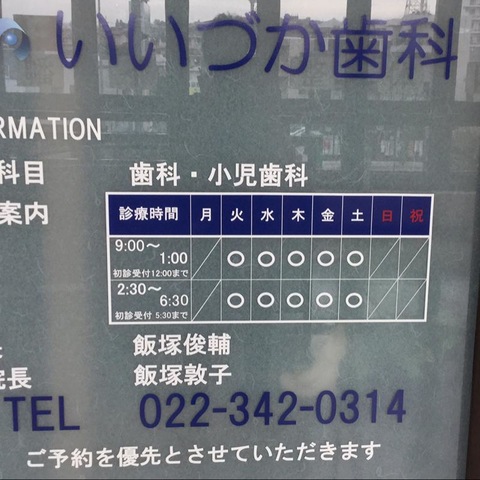 いいづか歯科
RMATION
科目 歯科・小児歯科
案内 診療時間 月 火 水 木 金 土 日 祝
9:00〜1:00 ／ ○ ○ ○ ○ ○ ／ ／
初診受付12:00まで
2:30〜6:30 ／ ○ ○ ○ ○ ○ ／ ／
初診受付 5:30まで
飯塚俊輔
院長 飯塚敦子
TEL 022-342-0314
ご予約を優先とさせていただきます